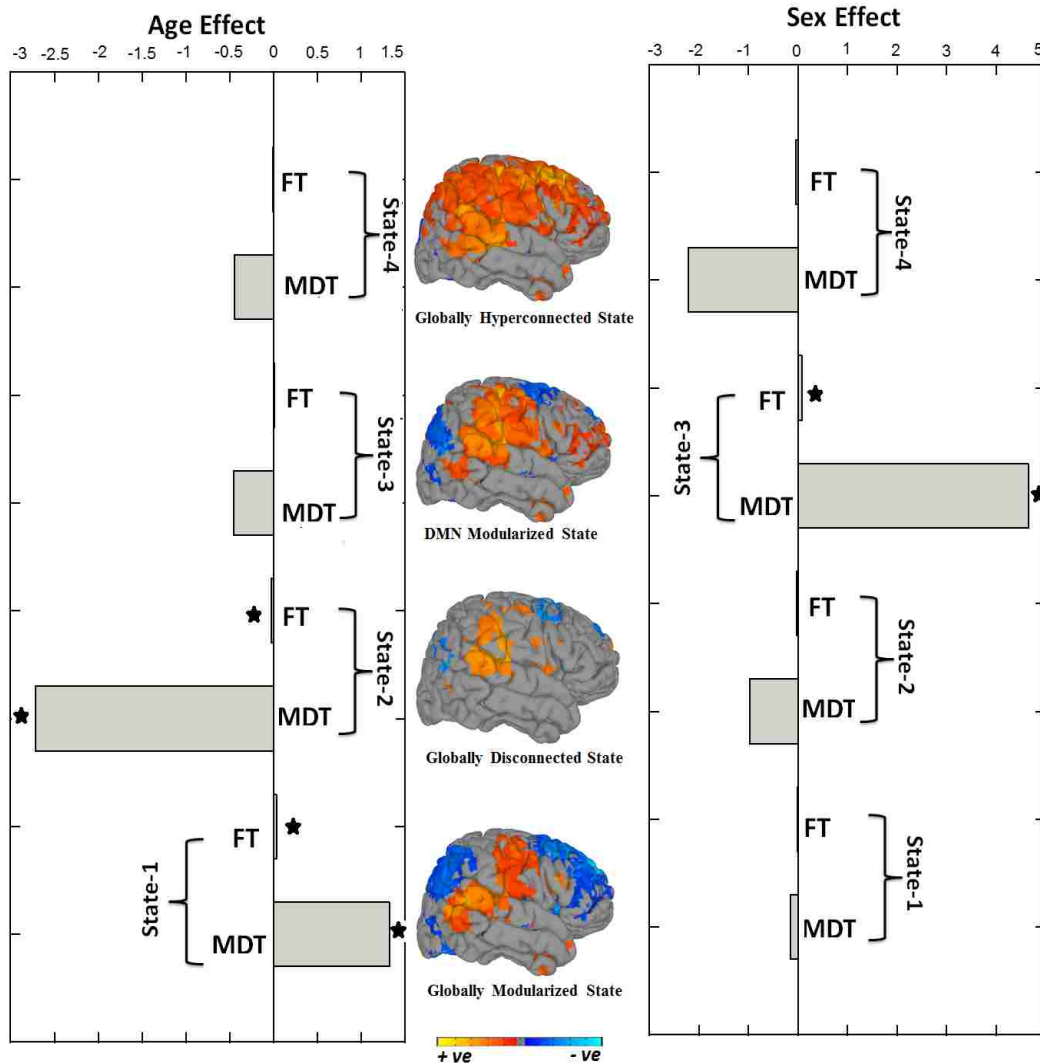 Age Effect
-3 -2.5 -2 -1 -0.5 0 0.5 1 1.5
FT
MDT
State-4
FT
MDT
State-3
FT
MDT
State-2
FT
MDT
State-1
Globally Hyperconnected State
DMN Modularized State
Globally Disconnected State
Globally Modularized State
+ve -ve
Sex Effect
-3 -2 -1 0 1 2 3 4 5
FT
MDT
State-4
FT
MDT
State-3
FT
MDT
State-2
FT
MDT
State-1